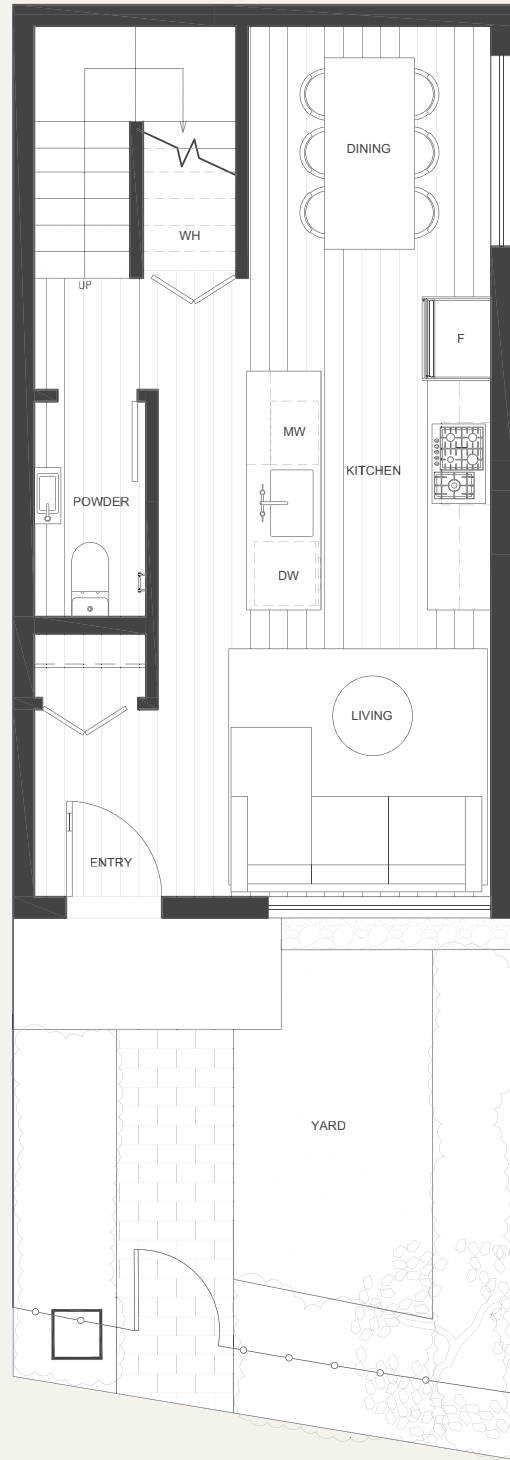 DINING
WH
UP
F
MW
KITCHEN
POWDER
DW
LIVING
ENTRY
YARD